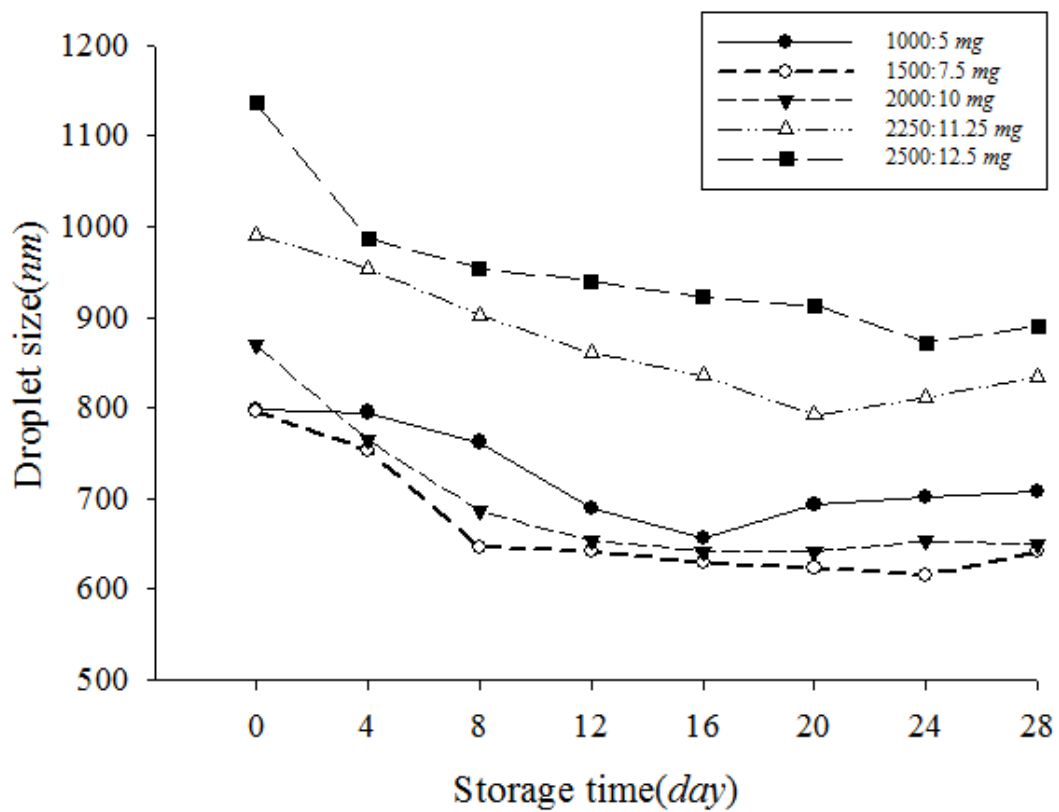 1000:5 mg
1500:7.5 mg
2000:10 mg
2250:11.25 mg
2500:12.5 mg
Droplet size(nm)
1200
1100
1000
900
800
700
600
500
0 4 8 12 16 20 24 28
Storage time(day)